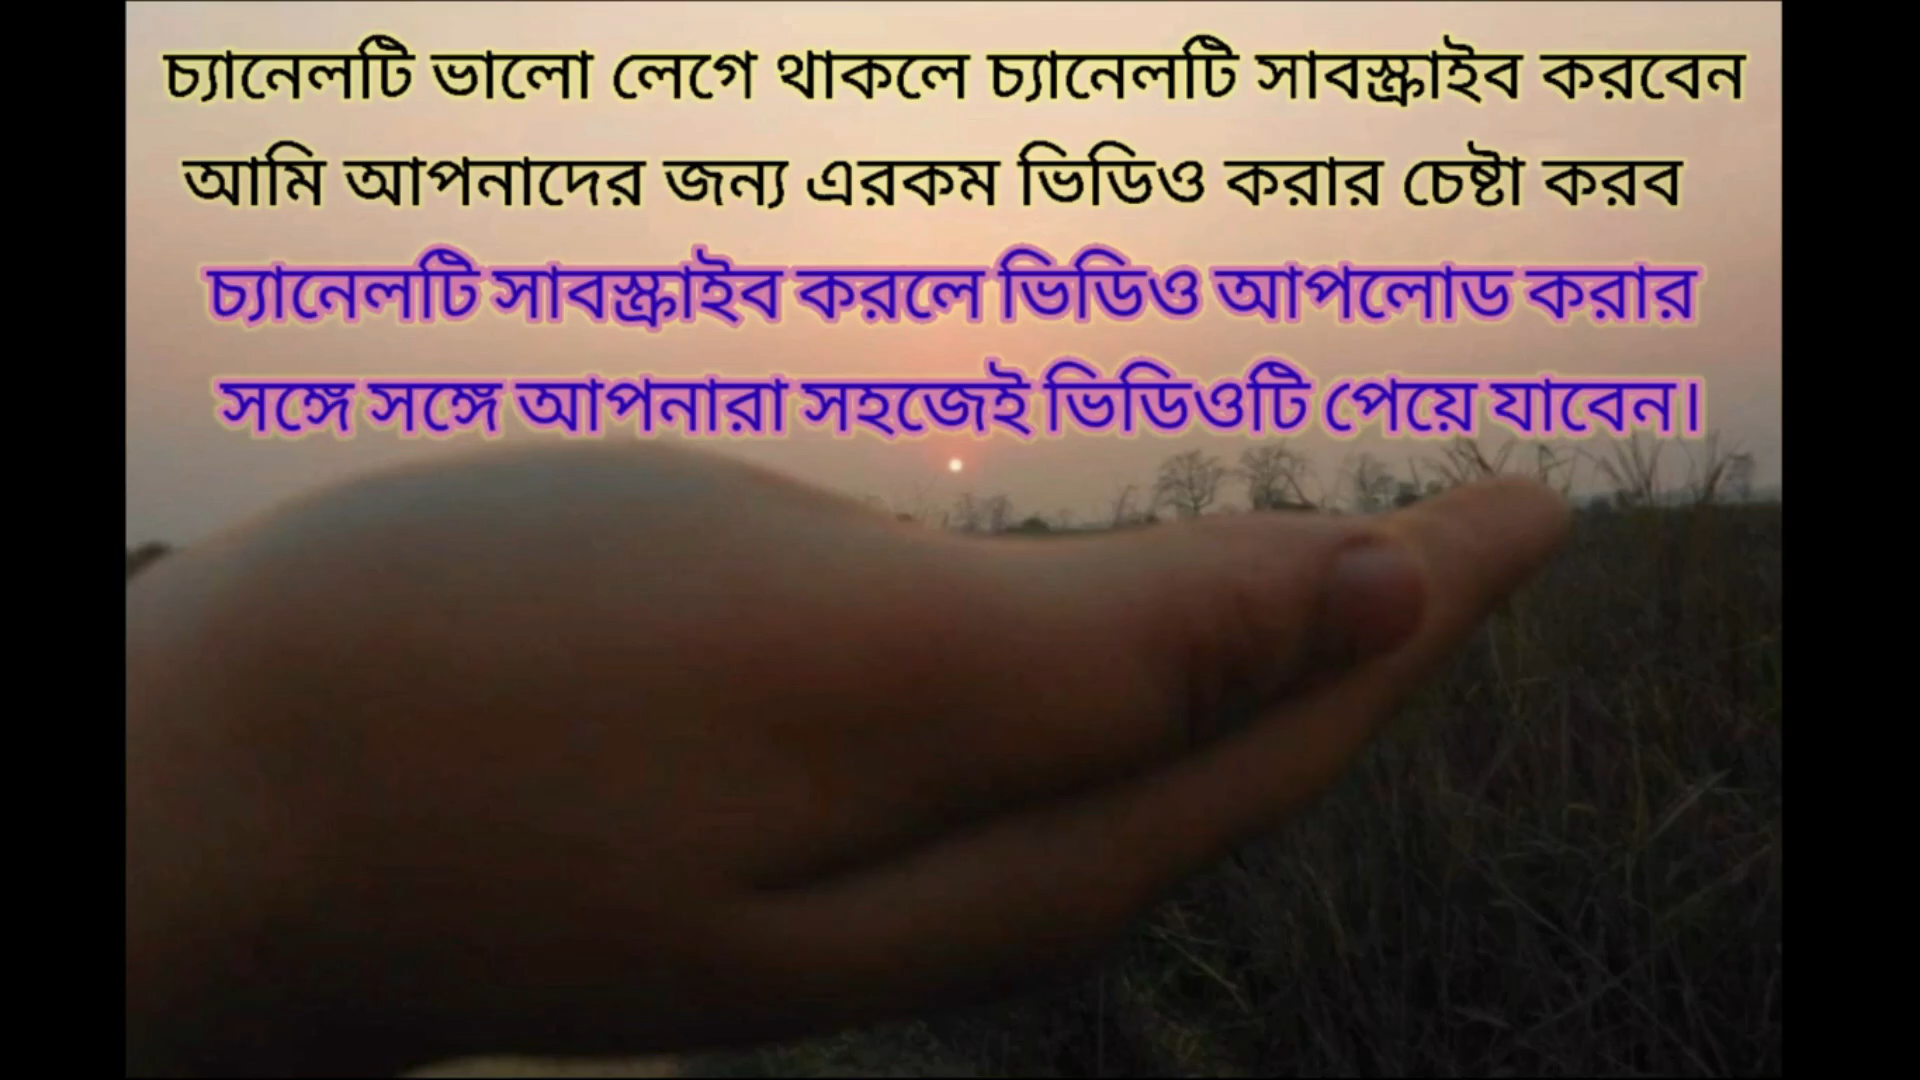 চ্যানেলটি ভালো লেগে থাকলে চ্যানেলটি সাবস্ক্রাইব করবেন
আমি আপনাদের জন্য এরকম ভিডিও করার চেষ্টা করব
চ্যানেলটি সাবস্ক্রাইব করলে ভিডিও আপলোড করার
সঙ্গে সঙ্গে আপনারা সহজেই ভিডিওটি পেয়ে যাবেন।